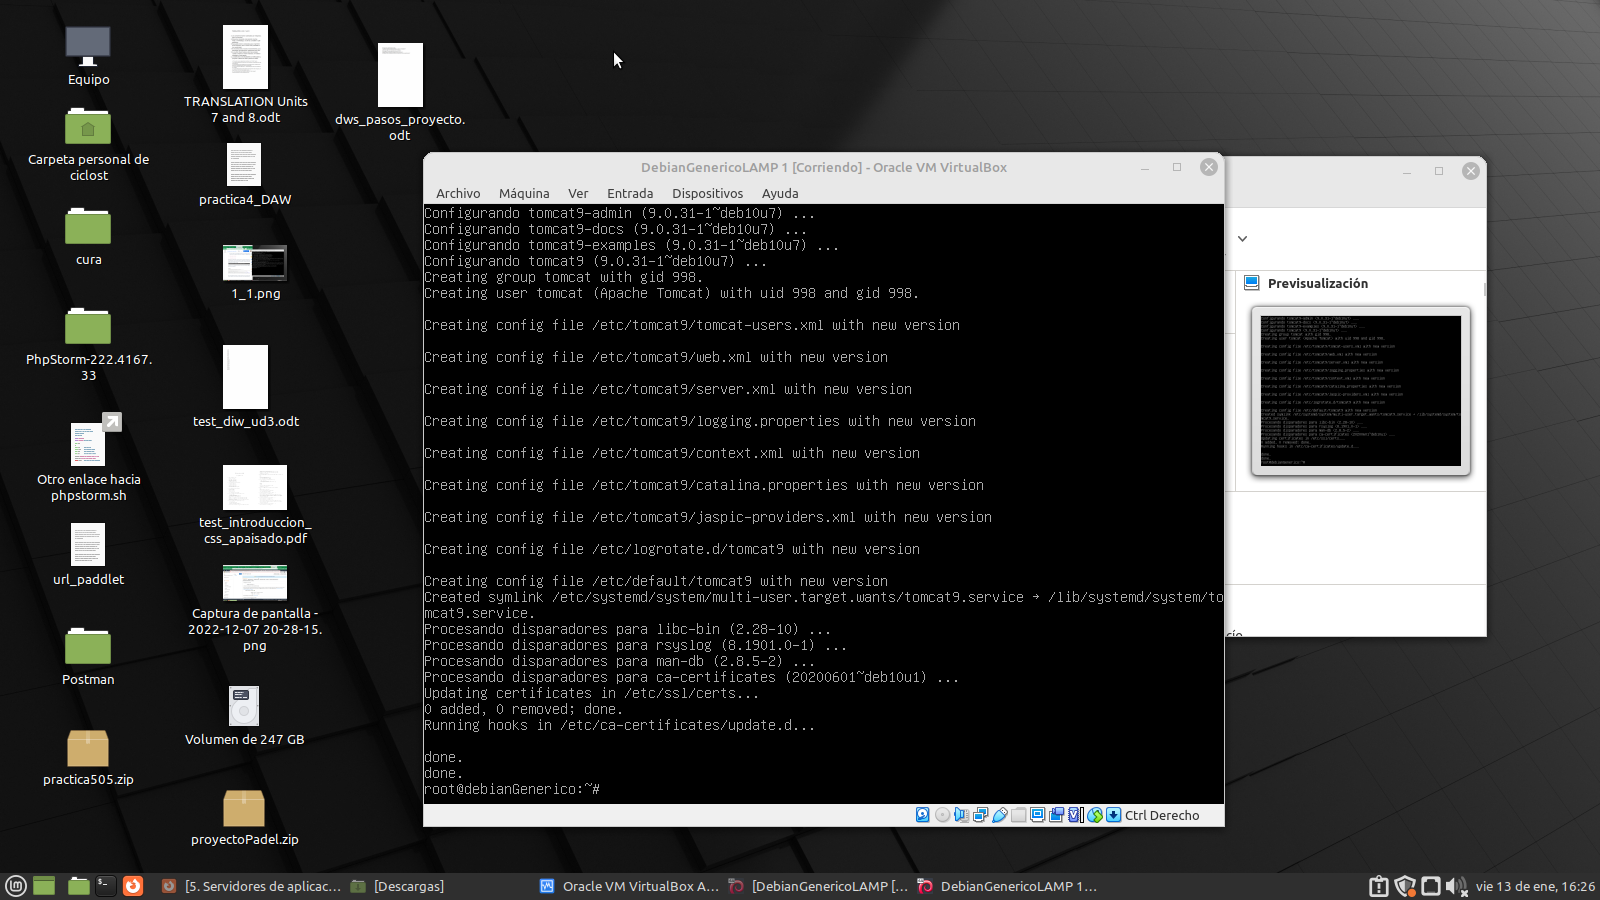 Equipo
Carpeta personal de
ciclost
cura
PhpStorm-222.4167.
33
Otro enlace hacia
phpstorm.sh
url_paddlet
Postman
practica505.zip
TRANSLATION Units
7 and 8.odt
practica4_DAW
1_1.png
test_diw_ud3.odt
test_introduccion_
css_apaisado.pdf
Captura de pantalla -
2022-12-07 20-28-15.
png
Volumen de 247 GB
proyectoPadel.zip
dws_pasos_proyecto.
odt
DebianGenericoLAMP 1 [Corriendo] - Oracle VM VirtualBox
Archivo Máquina Ver Entrada Dispositivos Ayuda
Configurando tomcat9-admin (9.0.31-1~deb10u7) ...
Configurando tomcat9-docs (9.0.31-1~deb10u7) ...
Configurando tomcat9-examples (9.0.31-1~deb10u7) ...
Configurando tomcat9 (9.0.31-1~deb10u7) ...
Creating group tomcat with gid 998.
Creating user tomcat (Apache Tomcat) with uid 998 and gid 998.
Creating config file /etc/tomcat9/tomcat-users.xml with new version
Creating config file /etc/tomcat9/web.xml with new version
Creating config file /etc/tomcat9/server.xml with new version
Creating config file /etc/tomcat9/logging.properties with new version
Creating config file /etc/tomcat9/context.xml with new version
Creating config file /etc/tomcat9/catalina.properties with new version
Creating config file /etc/tomcat9/jaspic-providers.xml with new version
Creating config file /etc/logrotate.d/tomcat9 with new version
Creating config file /etc/default/tomcat9 with new version
Created symlink /etc/systemd/system/multi-user.target.wants/tomcat9.service → /lib/systemd/system/to
mcat9.service.
Procesando disparadores para libc-bin (2.28-10) ...
Procesando disparadores para rsyslog (8.1901.0-1) ...
Procesando disparadores para man-db (2.8.5-2) ...
Procesando disparadores para ca-certificates (20200601~deb10u1) ...
Updating certificates in /etc/ssl/certs...
0 added, 0 removed; done.
Running hooks in /etc/ca-certificates/update.d...
done.
done.
root@debianGenerico:~#
Ctrl Derecho
Previsualización
[5. Servidores de aplicac...
[Descargas]
Oracle VM VirtualBox A...
[DebianGenericoLAMP [...
DebianGenericoLAMP 1...
vie 13 de ene, 16:26